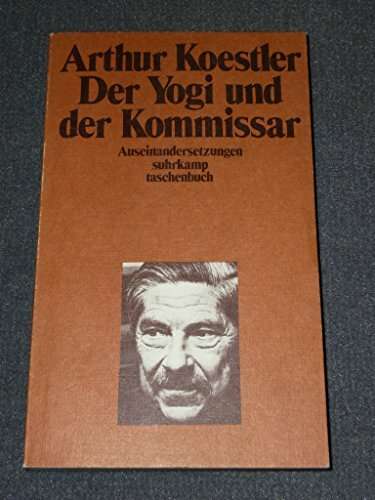 Arthur Koestler
Der Yogi und
der Kommissar
Auseinandersetzungen
suhrkamp
taschenbuch